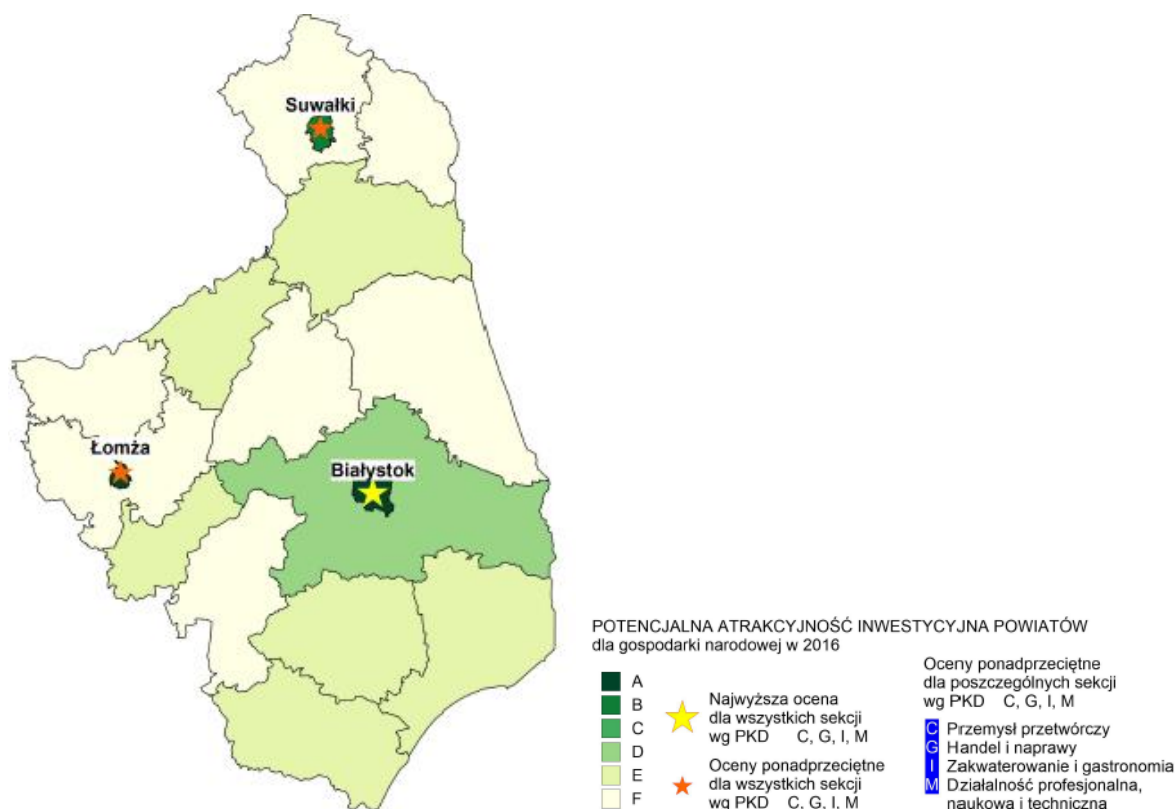 Suwałki
Łomża
Białystok
POTENCJALNA ATRAKCYJNOŚĆ INWESTYCYJNA POWIATÓW
dla gospodarki narodowej w 2016
A
B
C
D
E
F
Najwyższa ocena
dla wszystkich sekcji
wg PKD C, G, I, M
Oceny ponadprzeciętne
dla wszystkich sekcji
wg PKD C, G, I, M
Oceny ponadprzeciętne
dla poszczególnych sekcji
wg PKD C, G, I, M
C Przemysł przetwórczy
G Handel i naprawy
I Zakwaterowanie i gastronomia
M Działalność profesjonalna,
naukowa i techniczna